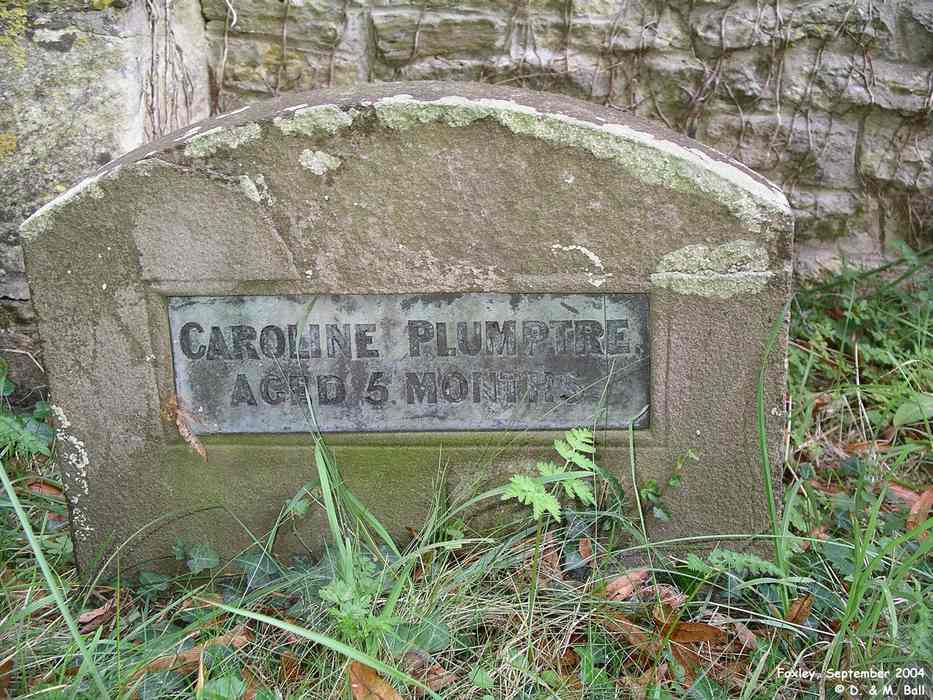 CAROLINE PLUMPTRE
AGED 5 MONTHS
Foxley, September 2004
© D. & M. Ball